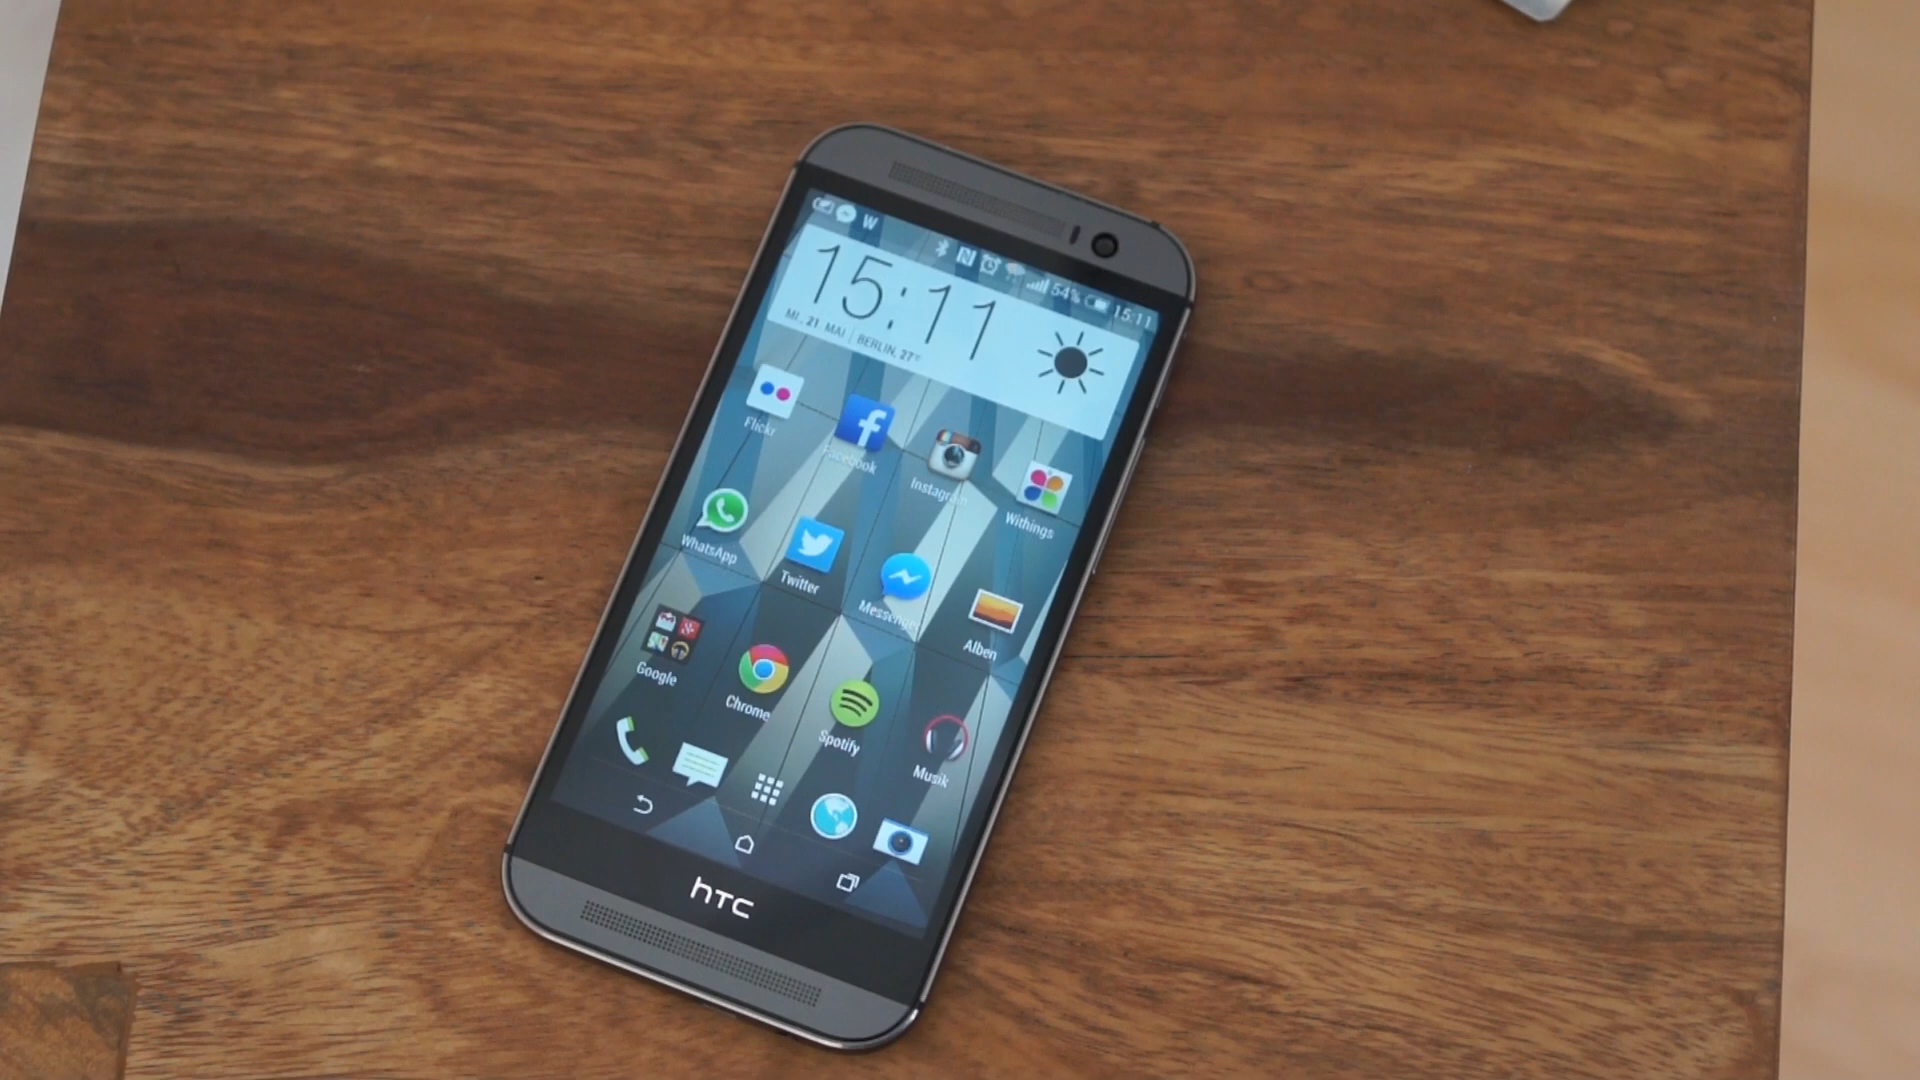 W
54% 15:11
15:11
MI., 21. MAI | BERLIN, 27°
Flickr
Facebook
Instagram
Withings
WhatsApp
Twitter
Messenger
Alben
Google
Chrome
Spotify
Musik
hTC